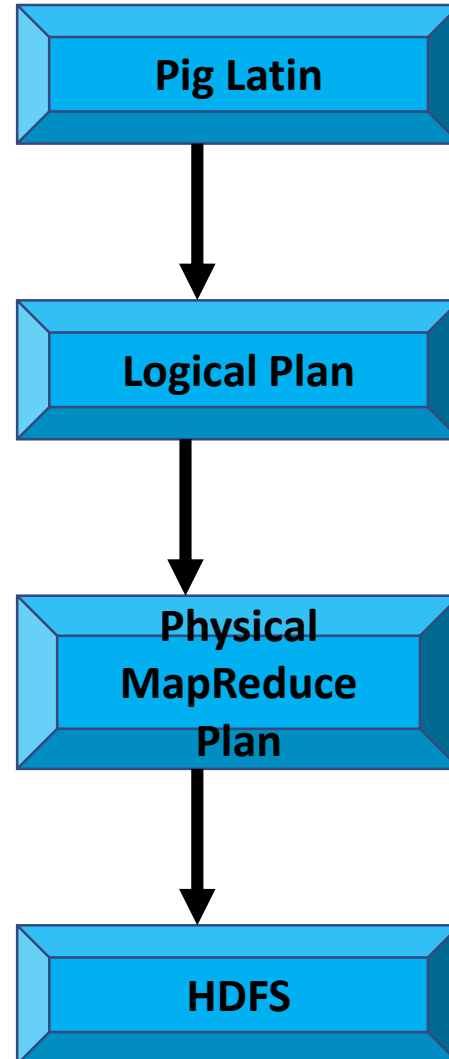 Pig Latin
Logical Plan
Physical
MapReduce
Plan
HDFS